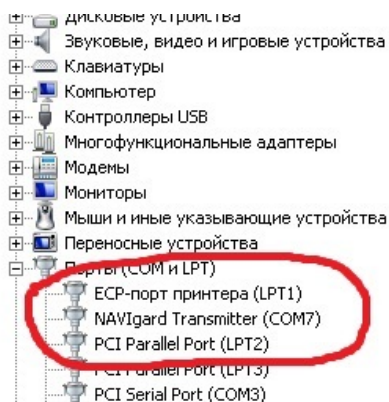 Дисковые устройства
Звуковые, видео и игровые устройства
Клавиатуры
Компьютер
Контроллеры USB
Многофункциональные адаптеры
Модемы
Мониторы
Мыши и иные указывающие устройства
Переносные устройства
Порты (COM и LPT)
ECP-порт принтера (LPT1)
NAVIgard Transmitter (COM7)
PCI Parallel Port (LPT2)
PCI Parallel Port (LPT3)
PCI Serial Port (COM3)